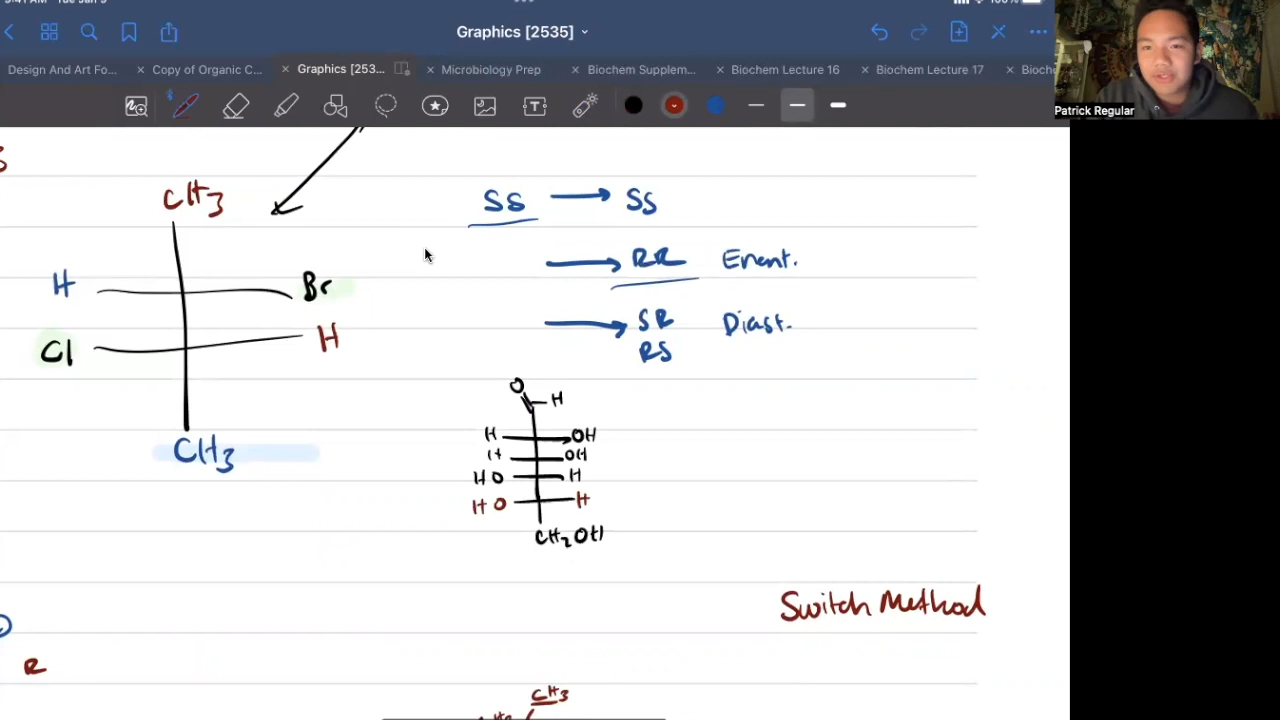 Graphics [2535]
Design And Art Fo...
Copy of Organic C...
Graphics [253...
Microbiology Prep
Biochem Supplem...
Biochem Lecture 16
Biochem Lecture 17
Patrick Regular
CH3
SS → SS
H Br
→ RR Enant.
Cl H
→ SR Diast.
RS
CH3
O
H
H OH
H OH
HO H
HO H
CH2OH
Switch Method
R
CH3